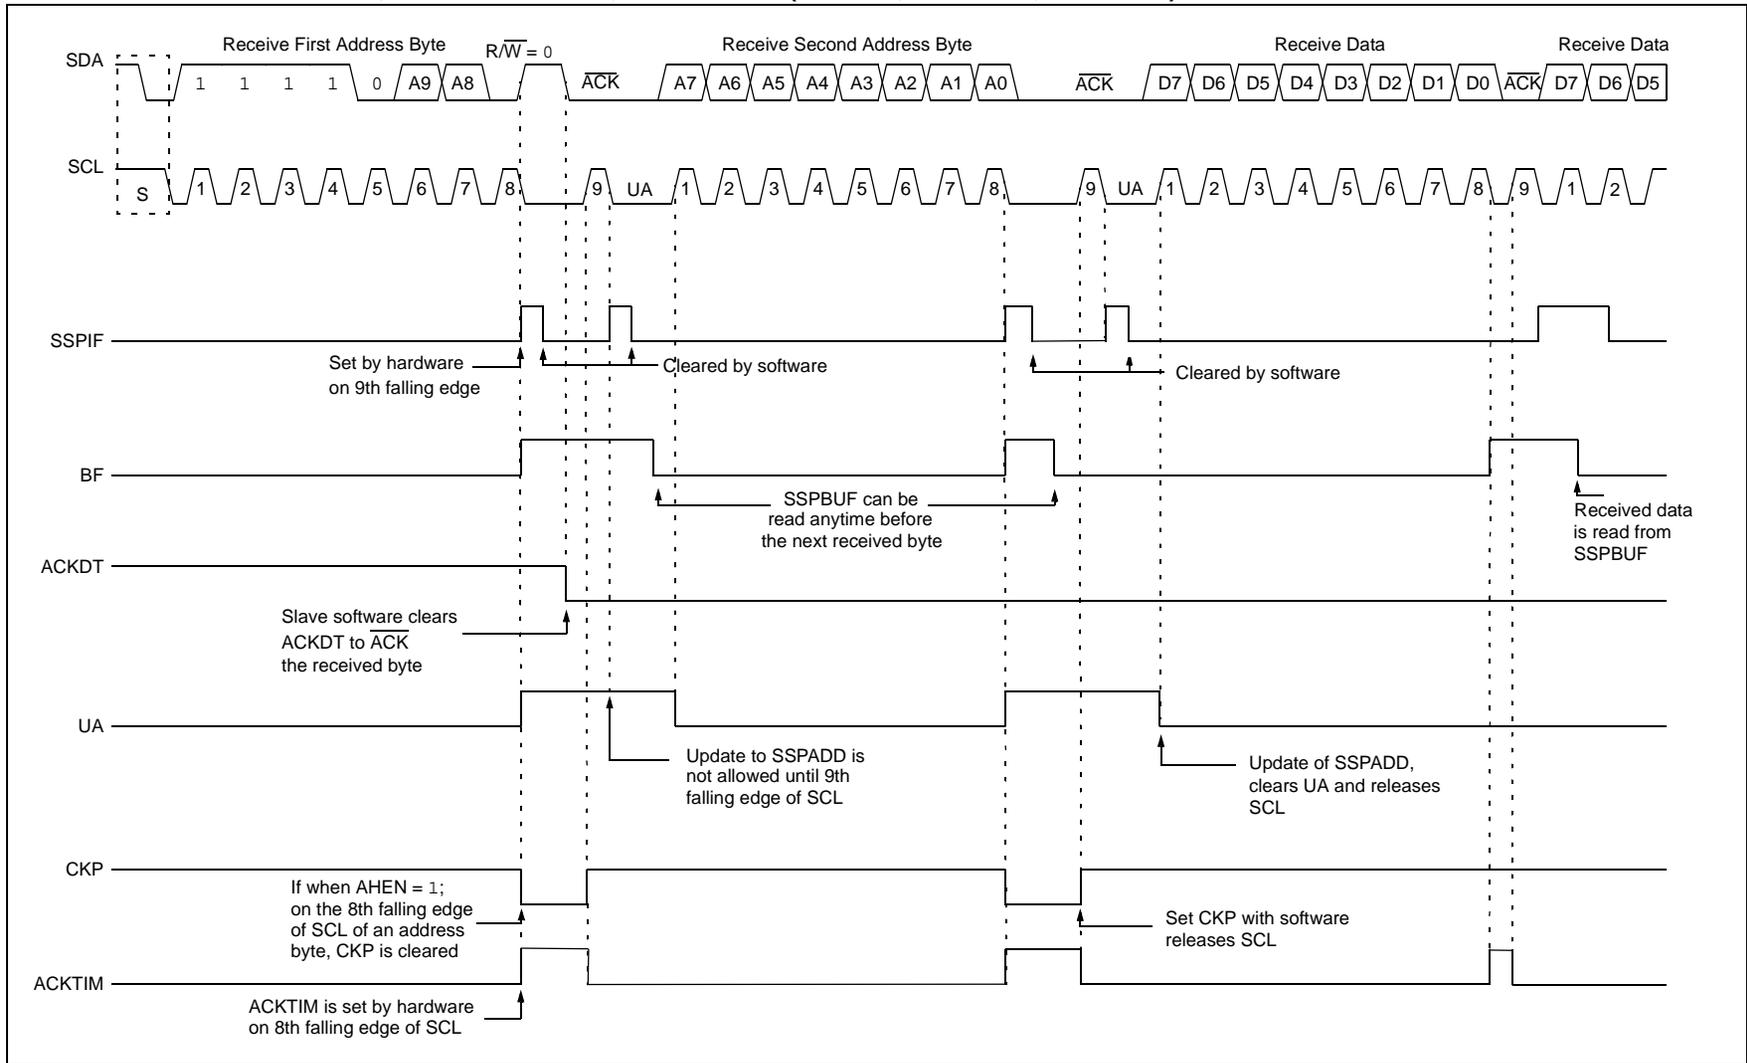 Receive First Address Byte
R/W = 0
Receive Second Address Byte
Receive Data
Receive Data
SDA
1 1 1 1 0 A9 A8 ACK A7 A6 A5 A4 A3 A2 A1 A0 ACK D7 D6 D5 D4 D3 D2 D1 D0 ACK D7 D6 D5
SCL
S 1 2 3 4 5 6 7 8 9 UA 1 2 3 4 5 6 7 8 9 UA 1 2 3 4 5 6 7 8 9 1 2
SSPIF
Set by hardware
on 9th falling edge
Cleared by software
Cleared by software
BF
SSPBUF can be
read anytime before
the next received byte
Received data
is read from
SSPBUF
ACKDT
Slave software clears
ACKDT to ACK
the received byte
UA
Update to SSPADD is
not allowed until 9th
falling edge of SCL
Update of SSPADD,
clears UA and releases
SCL
CKP
If when AHEN = 1;
on the 8th falling edge
of SCL of an address
byte, CKP is cleared
Set CKP with software
releases SCL
ACKTIM
ACKTIM is set by hardware
on 8th falling edge of SCL